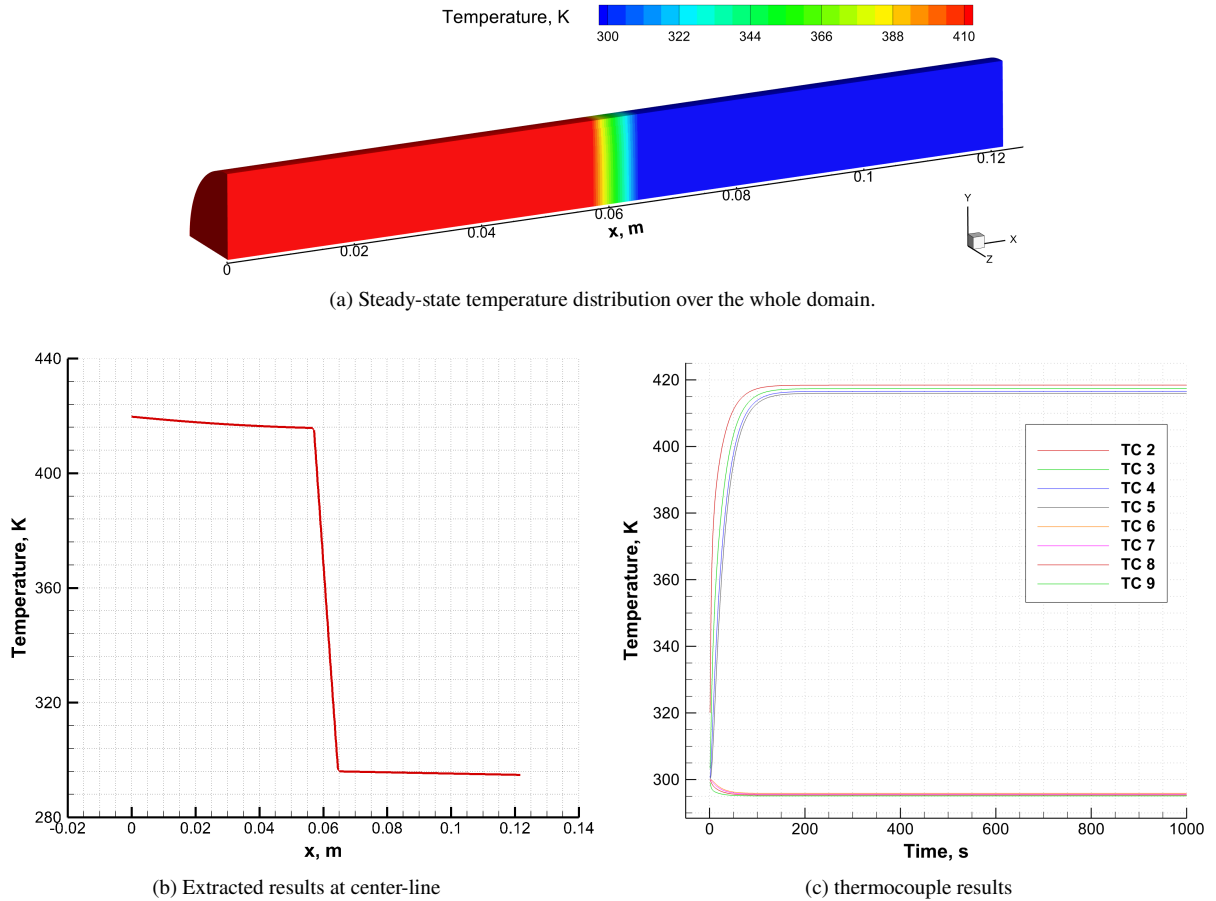 Temperature, K
300 322 344 366 388 410
0 0.02 0.04 0.06 0.08 0.1 0.12
x, m
Y
X
Z
(a) Steady-state temperature distribution over the whole domain.
Temperature, K
440
400
360
320
280
-0.02 0 0.02 0.04 0.06 0.08 0.1 0.12 0.14
x, m
(b) Extracted results at center-line
Temperature, K
420
400
380
360
340
320
300
0 200 400 600 800 1000
Time, s
TC 2
TC 3
TC 4
TC 5
TC 6
TC 7
TC 8
TC 9
(c) thermocouple results